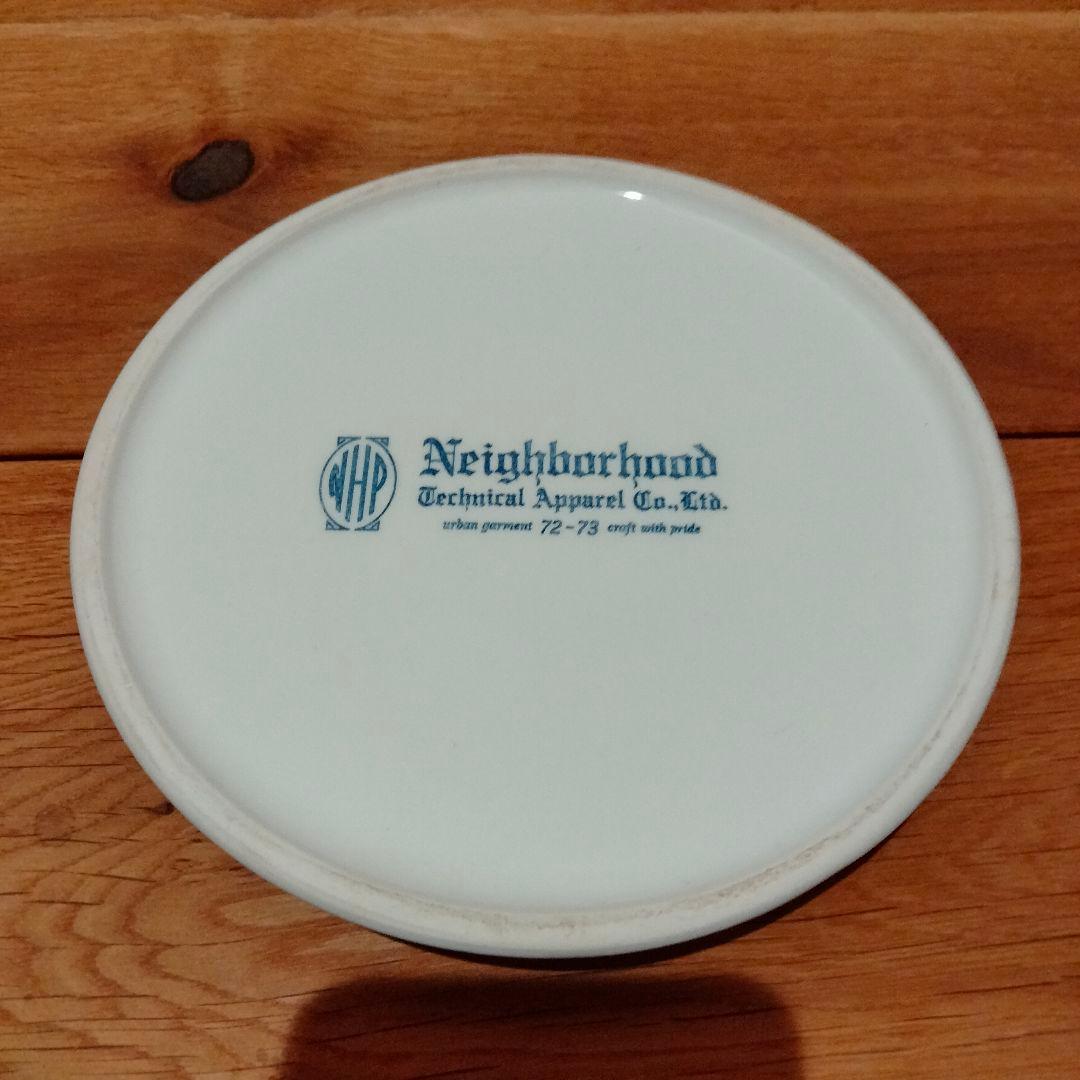 NHP
Neighborhood
Technical Apparel Co.,Ltd.
urban garment 72-73 craft with pride